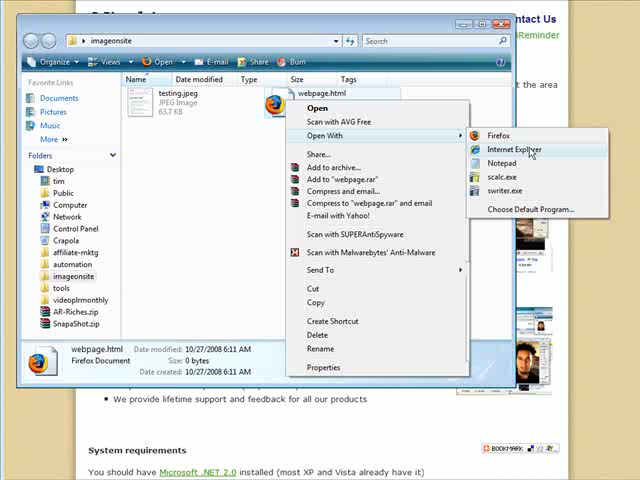 Contact Us
Reminder
the area
imageonsite
Search
Organize
Views
Open
E-mail
Share
Burn
Favorite Links
Documents
Pictures
Music
More
Folders
Desktop
tim
Public
Computer
Network
Control Panel
Crapola
affiliate-mktg
automation
imageonsite
tools
videoplrmonthly
AR-Riches.zip
SnapaShot.zip
Name
Date modified
Type
Size
Tags
testing.jpeg
JPEG Image
63.7 KB
webpage.html
Open
Scan with AVG Free
Open With
Share...
Add to archive...
Add to "webpage.rar"
Compress and email...
Compress to "webpage.rar" and email
E-mail with Yahoo!
Scan with SUPERAntiSpyware
Scan with Malwarebytes' Anti-Malware
Send To
Cut
Copy
Create Shortcut
Delete
Rename
Properties
Firefox
Internet Explorer
Notepad
scalc.exe
swriter.exe
Choose Default Program...
webpage.html
Firefox Document
Date modified: 10/27/2008 6:11 AM
Size: 0 bytes
Date created: 10/27/2008 6:11 AM
We provide lifetime support and feedback for all our products
System requirements
BOOKMARK
You should have Microsoft .NET 2.0 installed (most XP and Vista already have it)